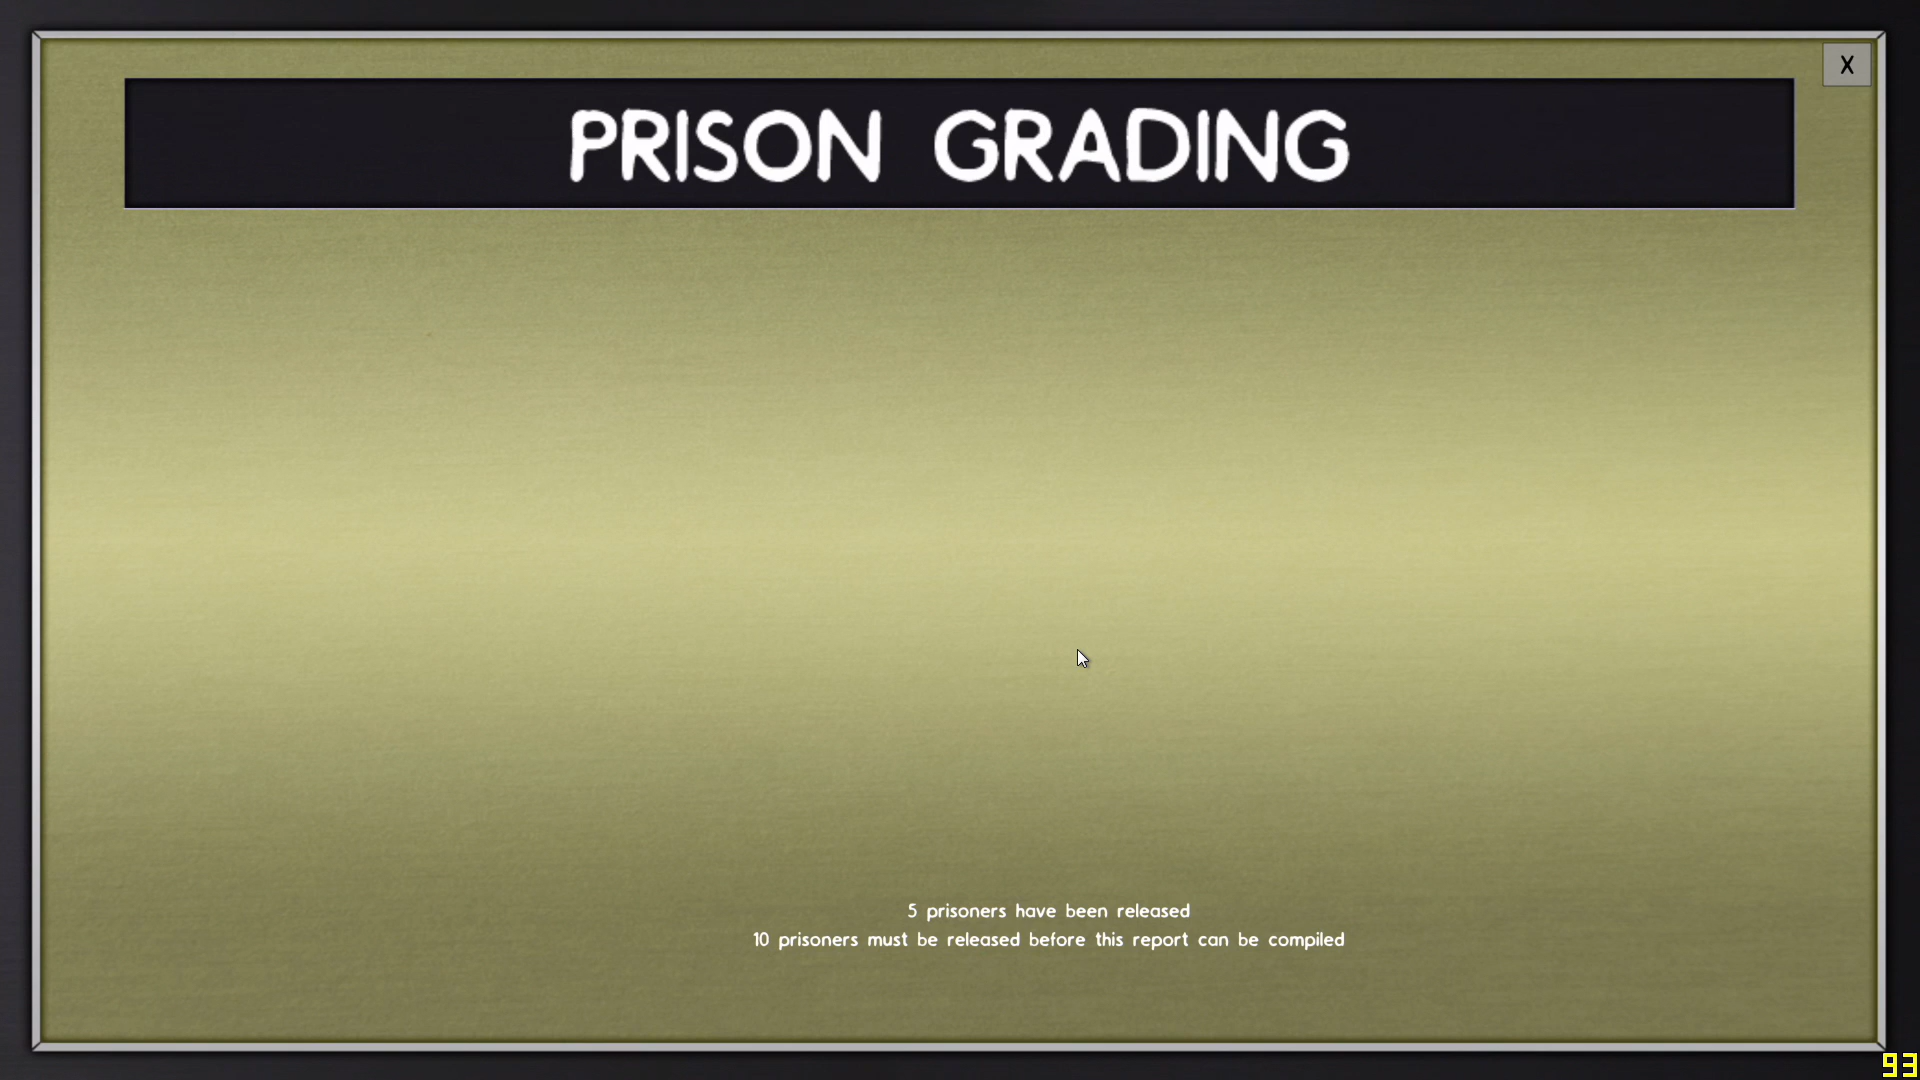 X
PRISON GRADING
5 prisoners have been released
10 prisoners must be released before this report can be compiled
93